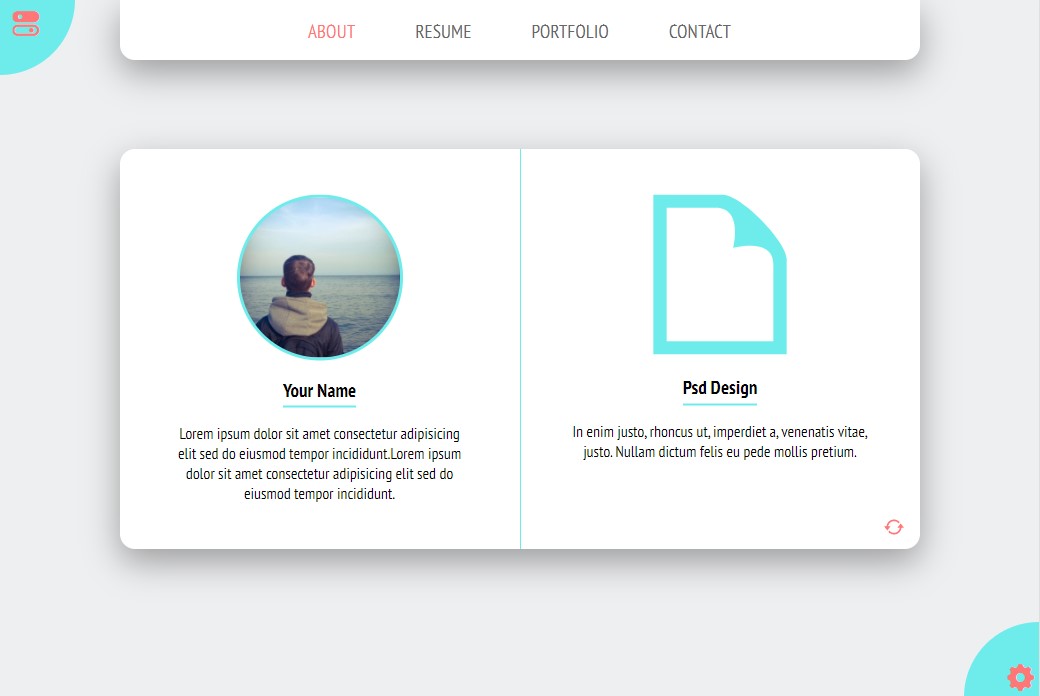 ABOUT RESUME PORTFOLIO CONTACT
Your Name
Lorem ipsum dolor sit amet consectetur adipisicing
elit sed do eiusmod tempor incididunt.Lorem ipsum
dolor sit amet consectetur adipisicing elit sed do
eiusmod tempor incididunt.
Psd Design
In enim justo, rhoncus ut, imperdiet a, venenatis vitae,
justo. Nullam dictum felis eu pede mollis pretium.